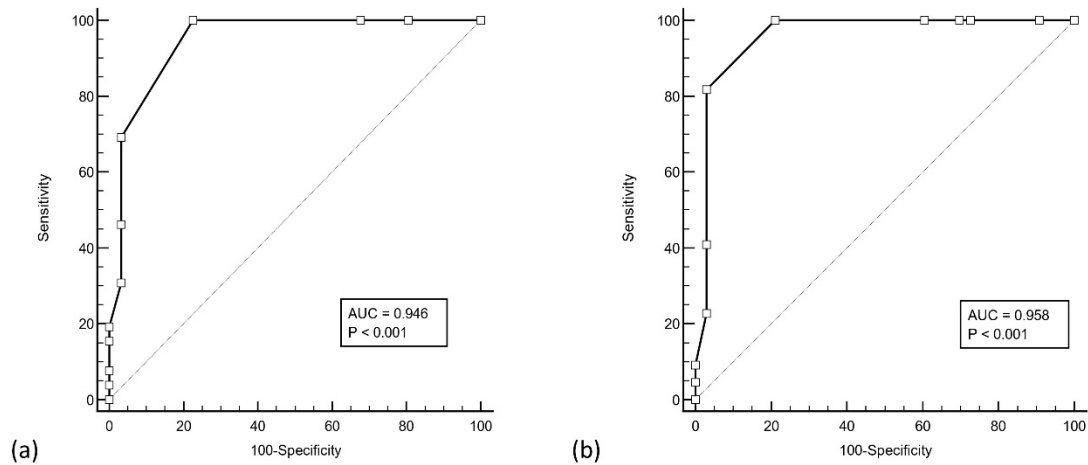 100
80
60
40
20
0
Sensitivity
AUC = 0.946
P < 0.001
0 20 40 60 80 100
100-Specificity
(a)
100
80
60
40
20
0
Sensitivity
AUC = 0.958
P < 0.001
0 20 40 60 80 100
100-Specificity
(b)